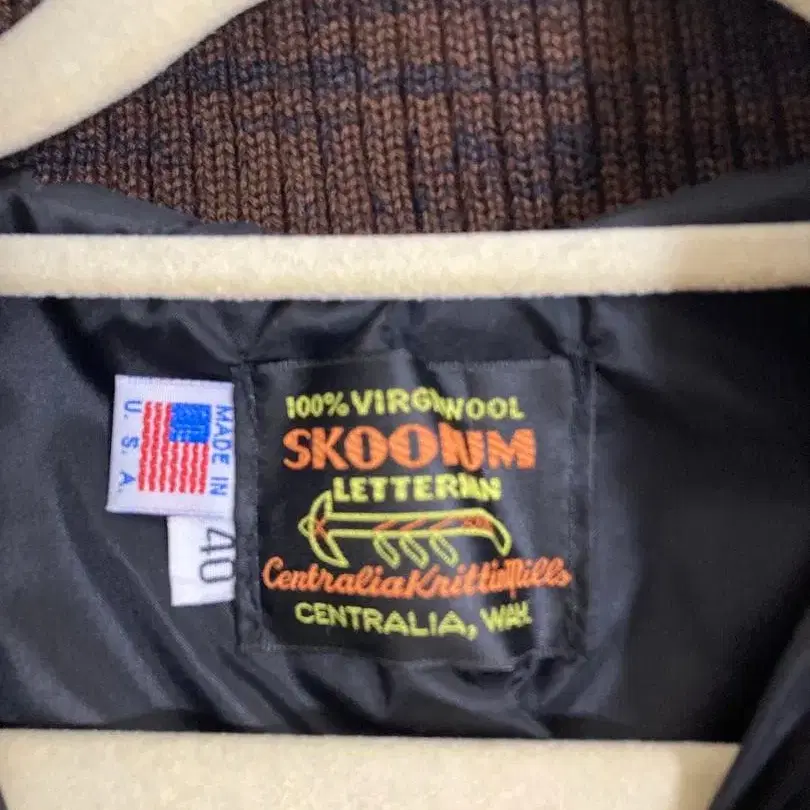 MADE IN
U. S. A.
40
100% VIRGIN WOOL
SKOOKUM
LETTERMAN
Centralia Knitting Mills
CENTRALIA, WASH.